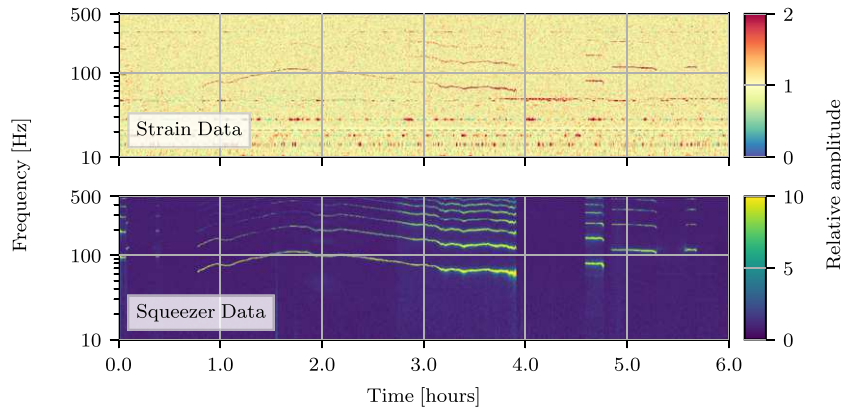 500
100
10
Strain Data
2
1
0
Frequency [Hz]
Relative amplitude
500
100
10
Squeezer Data
10
5
0
0.0 1.0 2.0 3.0 4.0 5.0 6.0
Time [hours]